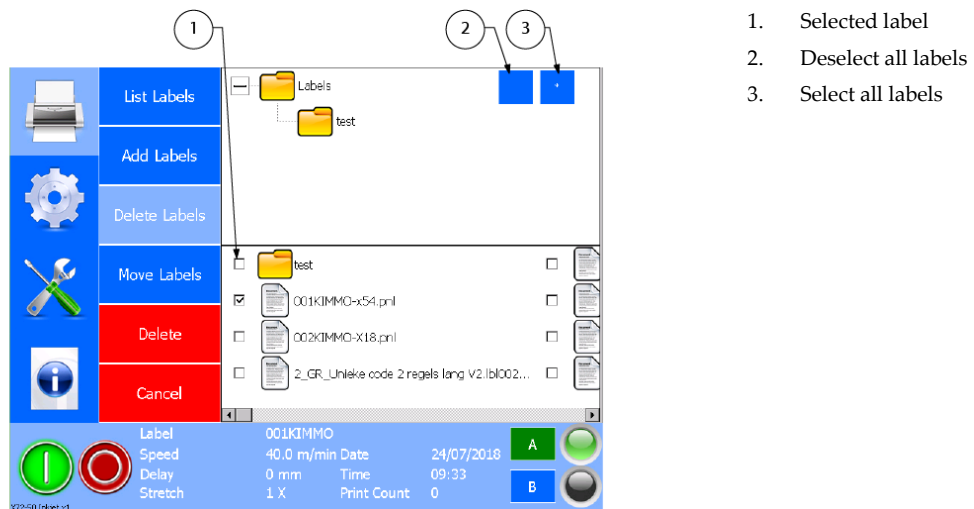 1
2
3
1. Selected label
2. Deselect all labels
3. Select all labels
List Labels
Add Labels
Delete Labels
Move Labels
Delete
Cancel
Labels
test
+
test
001KIMMO-x54.pnl
002KIMMO-X18.pnl
2_GR_Unieke code 2 regels lang V2.lbl002...
Label 001KIMMO
Speed 40.0 m/min Date 24/07/2018
Delay 0 mm Time 09:33
Stretch 1 X Print Count 0
A
B